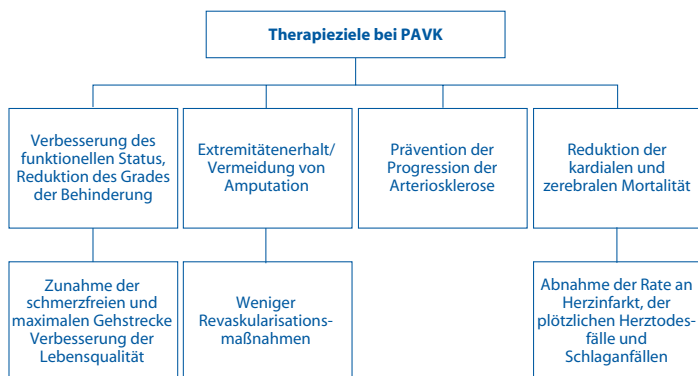 Therapieziele bei PAVK
Verbesserung des
funktionellen Status,
Reduktion des Grades
der Behinderung
Extremitätenerhalt/
Vermeidung von
Amputation
Prävention der
Progression der
Arteriosklerose
Reduktion der
kardialen und
zerebralen Mortalität
Zunahme der
schmerzfreien und
maximalen Gehstrecke
Verbesserung der
Lebensqualität
Weniger
Revaskularisations-
maßnahmen
Abnahme der Rate an
Herzinfarkt, der
plötzlichen Herztodes-
fälle und
Schlaganfällen